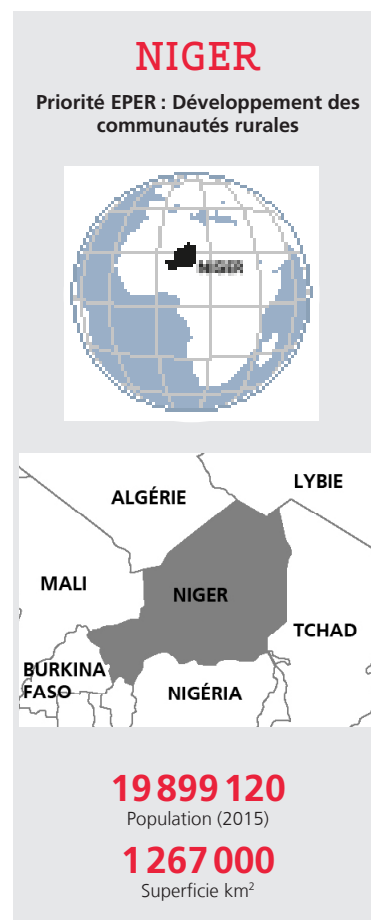 NIGER
Priorité EPER : Développement des
communautés rurales
NIGER
ALGÉRIE
LYBIE
MALI
NIGER
TCHAD
BURKINA
FASO
NIGÉRIA
19 899 120
Population (2015)
1 267 000
Superficie km²